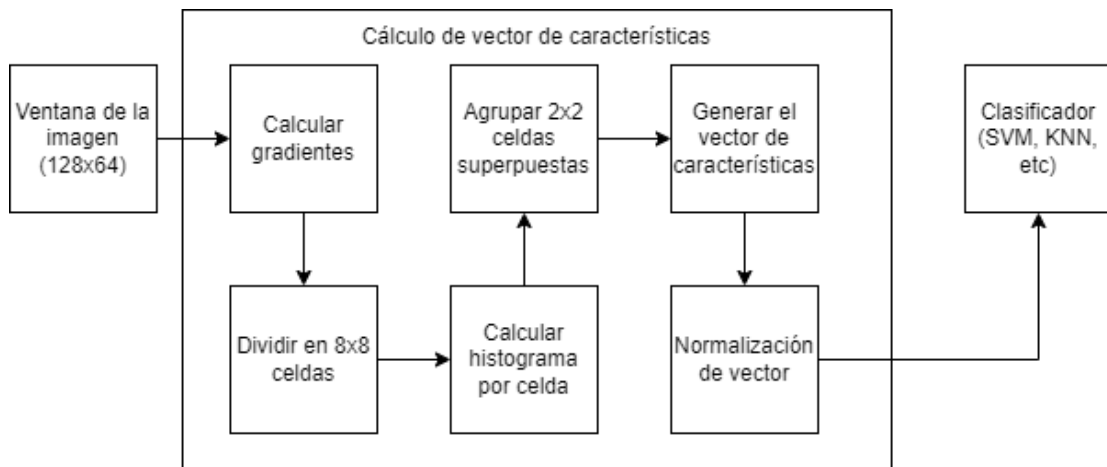 Cálculo de vector de características
Ventana de la
imagen
(128x64)
Calcular
gradientes
Dividir en 8x8
celdas
Calcular
histograma
por celda
Agrupar 2x2
celdas
superpuestas
Generar el
vector de
características
Normalización
de vector
Clasificador
(SVM, KNN,
etc)